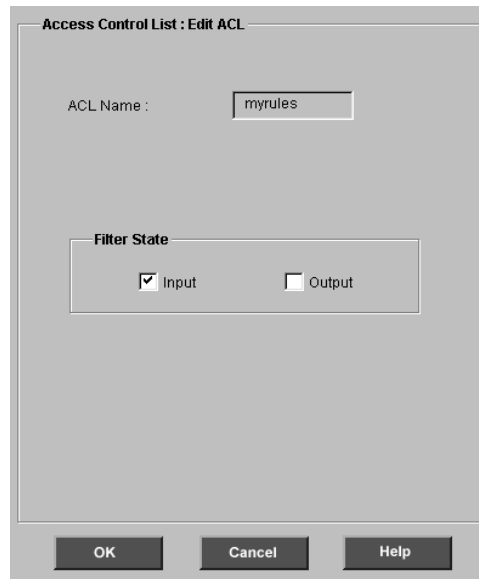 Access Control List : Edit ACL
ACL Name : myrules
Filter State
Input Output
OK Cancel Help